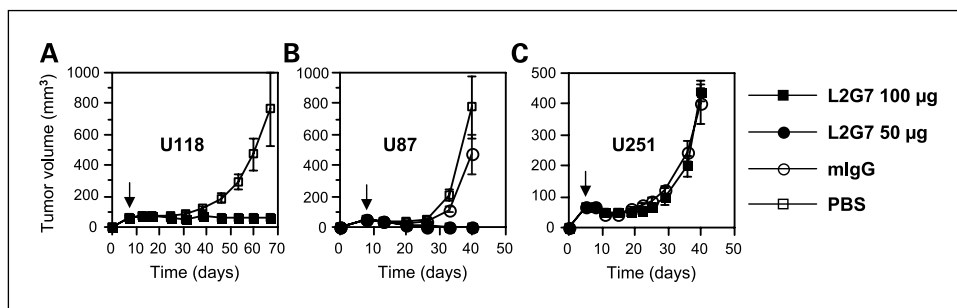 A
B
C
Tumor volume (mm³)
1000
800
600
400
200
0
U118
0 10 20 30 40 50 60 70
Time (days)
1000
800
600
400
200
0
U87
0 10 20 30 40 50
Time (days)
500
400
300
200
100
0
U251
0 10 20 30 40 50
Time (days)
L2G7 100 µg
L2G7 50 µg
mIgG
PBS